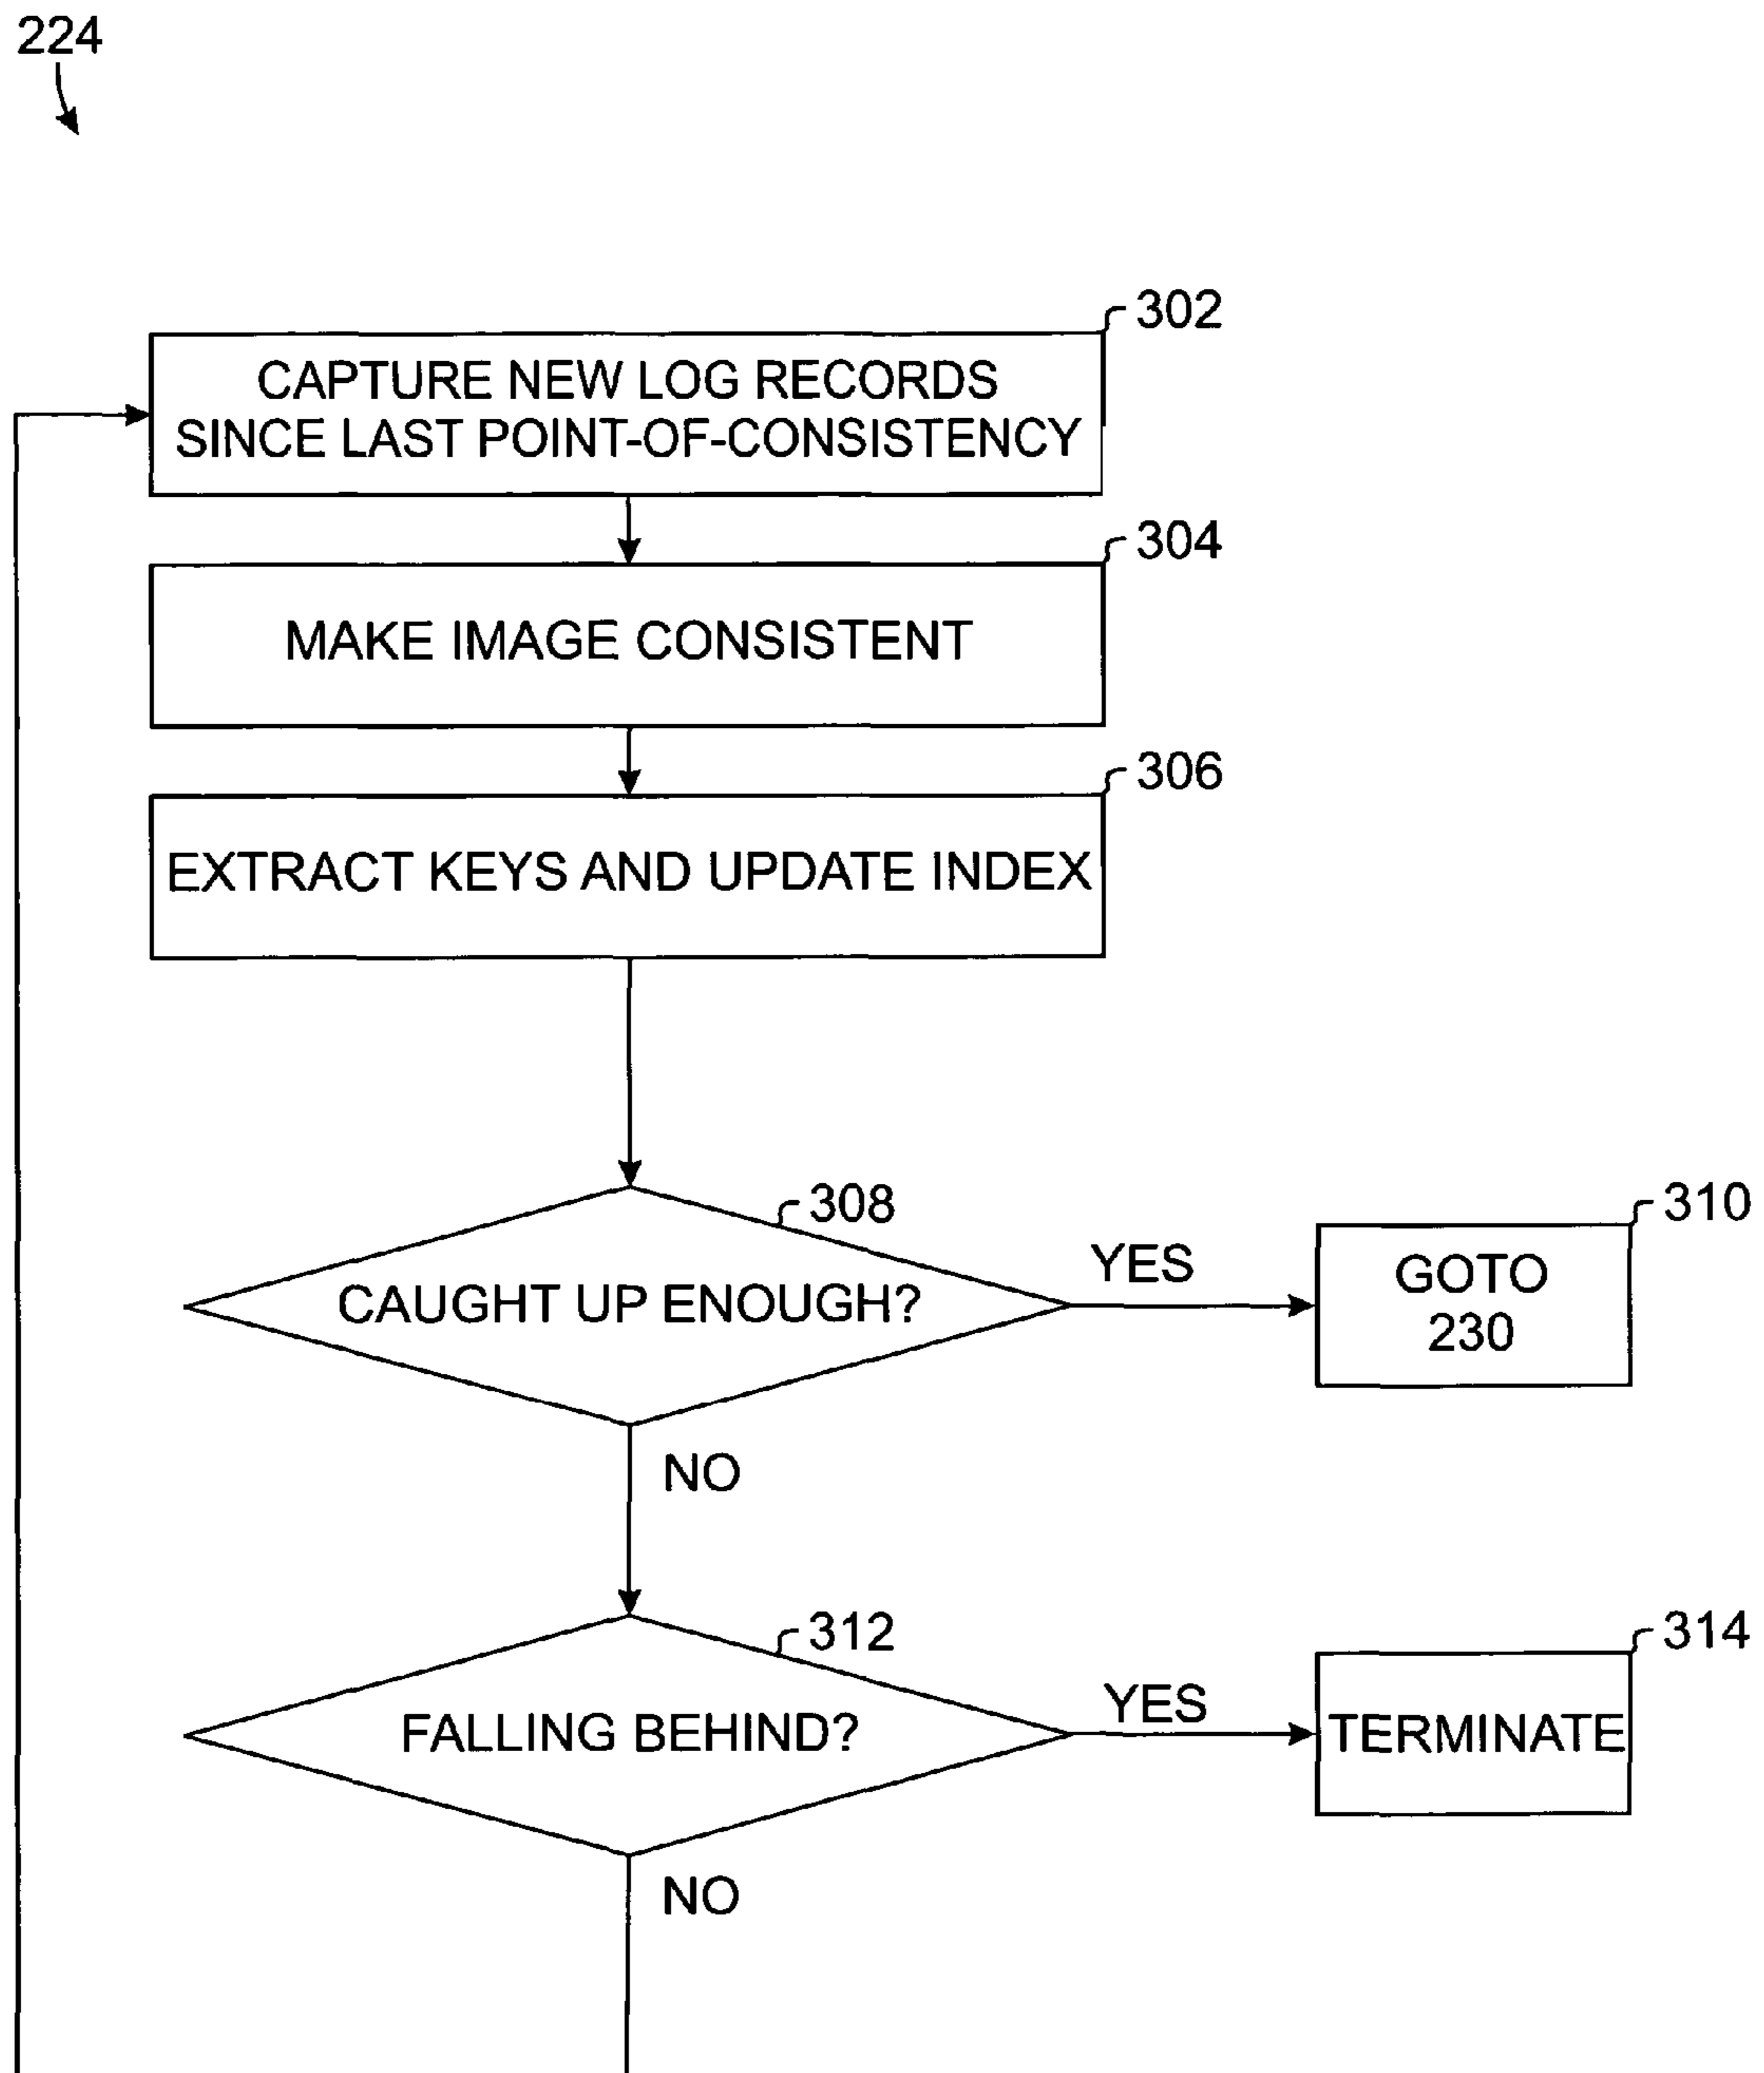 224
302
CAPTURE NEW LOG RECORDS
SINCE LAST POINT-OF-CONSISTENCY
304
MAKE IMAGE CONSISTENT
306
EXTRACT KEYS AND UPDATE INDEX
308
CAUGHT UP ENOUGH?
YES
310
GOTO
230
NO
312
FALLING BEHIND?
YES
314
TERMINATE
NO